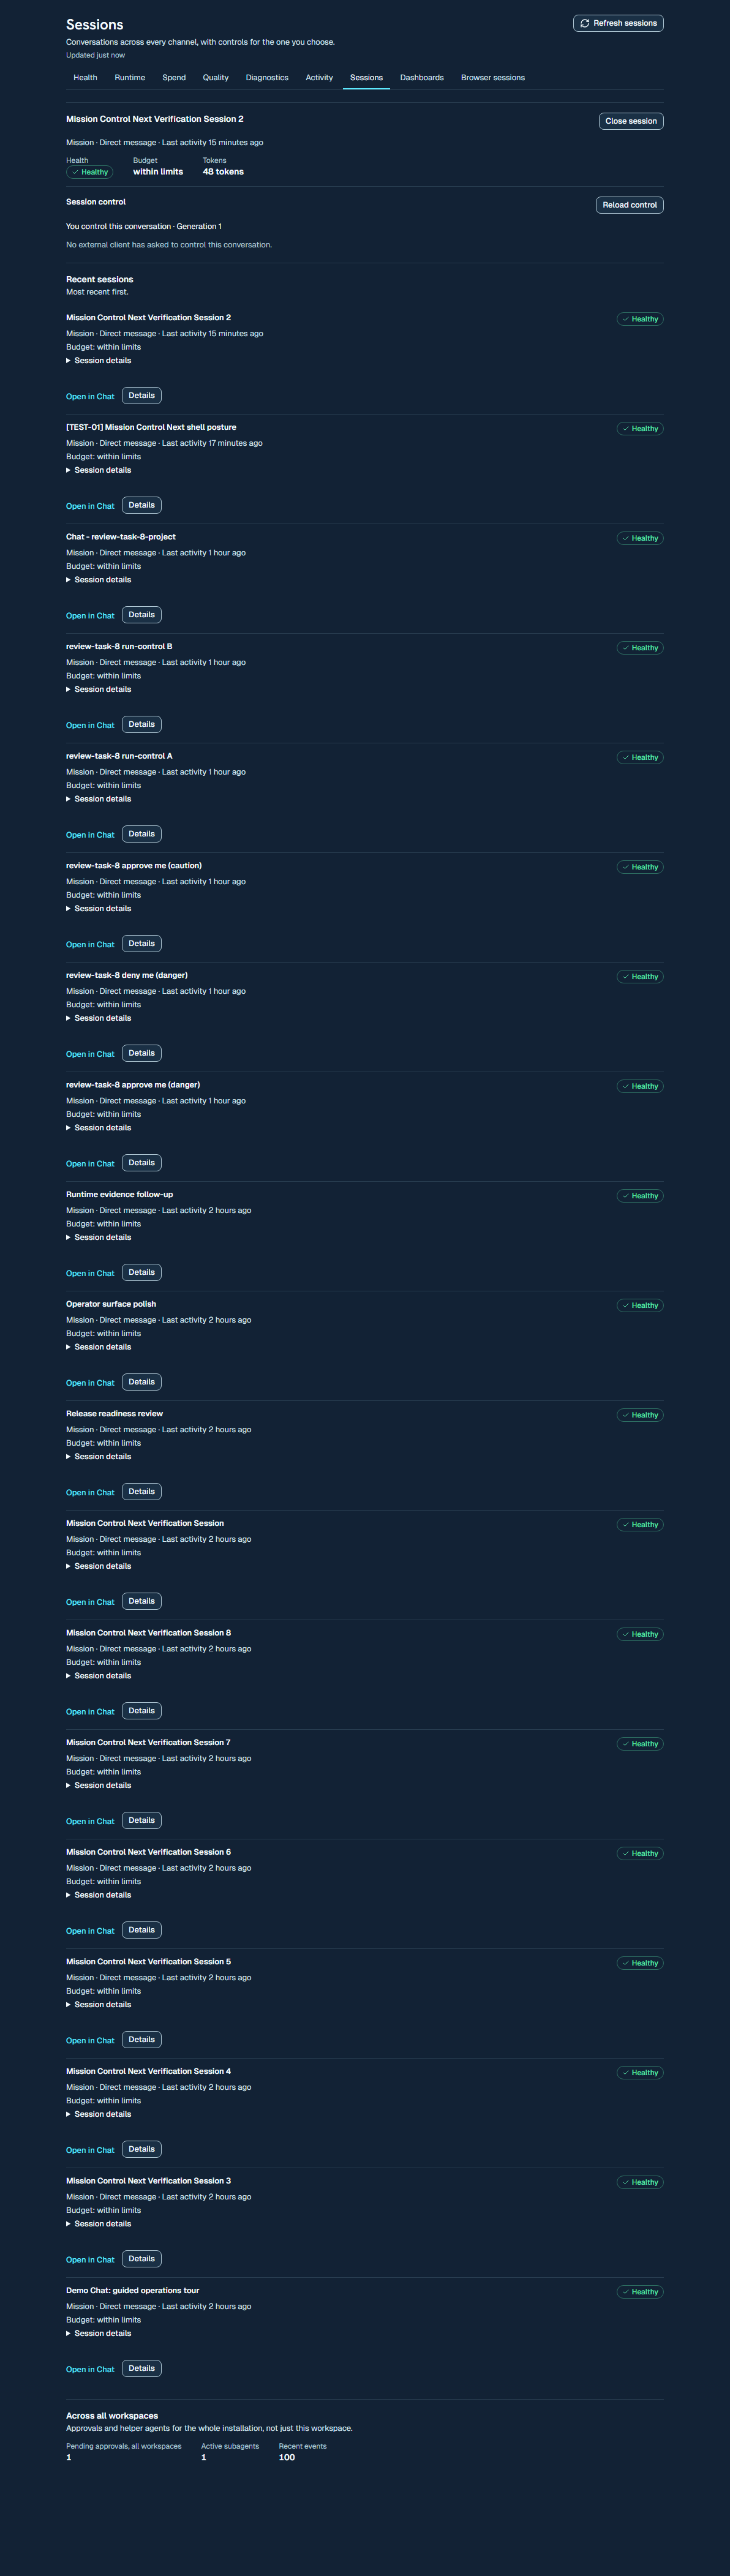 Sessions
Refresh sessions
Conversations across every channel, with controls for the one you choose.
Updated just now
Health Runtime Spend Quality Diagnostics Activity Sessions Dashboards Browser sessions
Mission Control Next Verification Session 2
Close session
Mission · Direct message · Last activity 15 minutes ago
Health Budget Tokens
Healthy within limits 48 tokens
Session control
Reload control
You control this conversation · Generation 1
No external client has asked to control this conversation.
Recent sessions
Most recent first.
Mission Control Next Verification Session 2
Healthy
Mission · Direct message · Last activity 15 minutes ago
Budget: within limits
Session details
Open in Chat Details
[TEST-01] Mission Control Next shell posture
Healthy
Mission · Direct message · Last activity 17 minutes ago
Budget: within limits
Session details
Open in Chat Details
Chat - review-task-8-project
Healthy
Mission · Direct message · Last activity 1 hour ago
Budget: within limits
Session details
Open in Chat Details
review-task-8 run-control B
Healthy
Mission · Direct message · Last activity 1 hour ago
Budget: within limits
Session details
Open in Chat Details
review-task-8 run-control A
Healthy
Mission · Direct message · Last activity 1 hour ago
Budget: within limits
Session details
Open in Chat Details
review-task-8 approve me (caution)
Healthy
Mission · Direct message · Last activity 1 hour ago
Budget: within limits
Session details
Open in Chat Details
review-task-8 deny me (danger)
Healthy
Mission · Direct message · Last activity 1 hour ago
Budget: within limits
Session details
Open in Chat Details
review-task-8 approve me (danger)
Healthy
Mission · Direct message · Last activity 1 hour ago
Budget: within limits
Session details
Open in Chat Details
Runtime evidence follow-up
Healthy
Mission · Direct message · Last activity 2 hours ago
Budget: within limits
Session details
Open in Chat Details
Operator surface polish
Healthy
Mission · Direct message · Last activity 2 hours ago
Budget: within limits
Session details
Open in Chat Details
Release readiness review
Healthy
Mission · Direct message · Last activity 2 hours ago
Budget: within limits
Session details
Open in Chat Details
Mission Control Next Verification Session
Healthy
Mission · Direct message · Last activity 2 hours ago
Budget: within limits
Session details
Open in Chat Details
Mission Control Next Verification Session 8
Healthy
Mission · Direct message · Last activity 2 hours ago
Budget: within limits
Session details
Open in Chat Details
Mission Control Next Verification Session 7
Healthy
Mission · Direct message · Last activity 2 hours ago
Budget: within limits
Session details
Open in Chat Details
Mission Control Next Verification Session 6
Healthy
Mission · Direct message · Last activity 2 hours ago
Budget: within limits
Session details
Open in Chat Details
Mission Control Next Verification Session 5
Healthy
Mission · Direct message · Last activity 2 hours ago
Budget: within limits
Session details
Open in Chat Details
Mission Control Next Verification Session 4
Healthy
Mission · Direct message · Last activity 2 hours ago
Budget: within limits
Session details
Open in Chat Details
Mission Control Next Verification Session 3
Healthy
Mission · Direct message · Last activity 2 hours ago
Budget: within limits
Session details
Open in Chat Details
Demo Chat: guided operations tour
Healthy
Mission · Direct message · Last activity 2 hours ago
Budget: within limits
Session details
Open in Chat Details
Across all workspaces
Approvals and helper agents for the whole installation, not just this workspace.
Pending approvals, all workspaces Active subagents Recent events
1 1 100